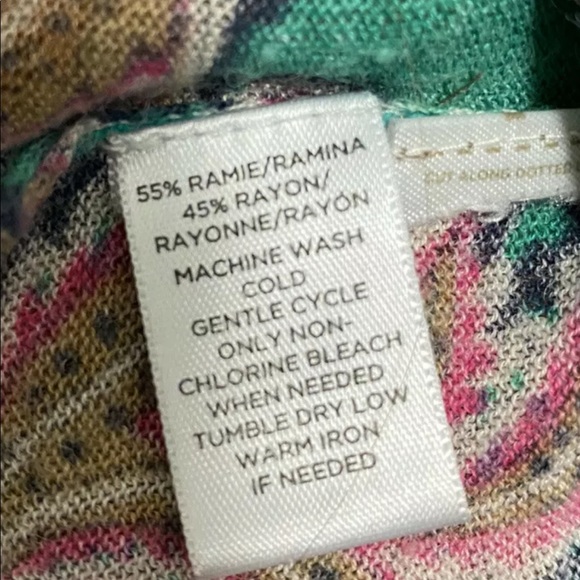 55% RAMIE/RAMINA
45% RAYON/
RAYONNE/RAYÓN
MACHINE WASH
COLD
GENTLE CYCLE
ONLY NON-
CHLORINE BLEACH
WHEN NEEDED
TUMBLE DRY LOW
WARM IRON
IF NEEDED
CUT ALONG DOTTED